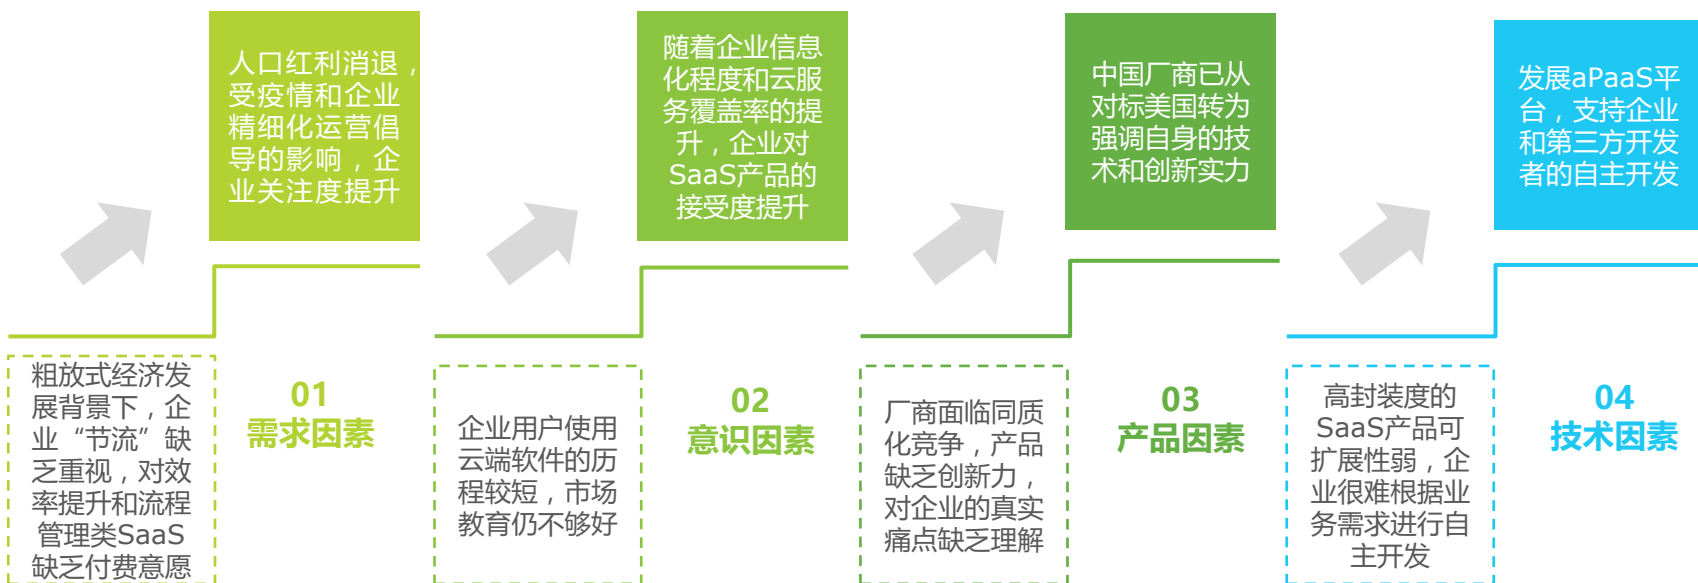 人口红利消退，
受疫情和企业
精细化运营倡
导的影响，企
业关注度提升
粗放式经济发
展背景下，企
业“节流”缺
乏重视，对效
率提升和流程
管理类SaaS
缺乏付费意愿
01
需求因素
随着企业信息
化程度和云服
务覆盖率的提
升，企业对
SaaS产品的
接受度提升
企业用户使用
云端软件的历
程较短，市场
教育仍不够好
02
意识因素
中国厂商已从
对标美国转为
强调自身的技
术和创新实力
厂商面临同质
化竞争，产品
缺乏创新力，
对企业的真实
痛点缺乏理解
03
产品因素
发展aPaaS平
台，支持企业
和第三方开发
者的自主开发
高封装度的
SaaS产品可
扩展性弱，企
业很难根据业
务需求进行自
主开发
04
技术因素